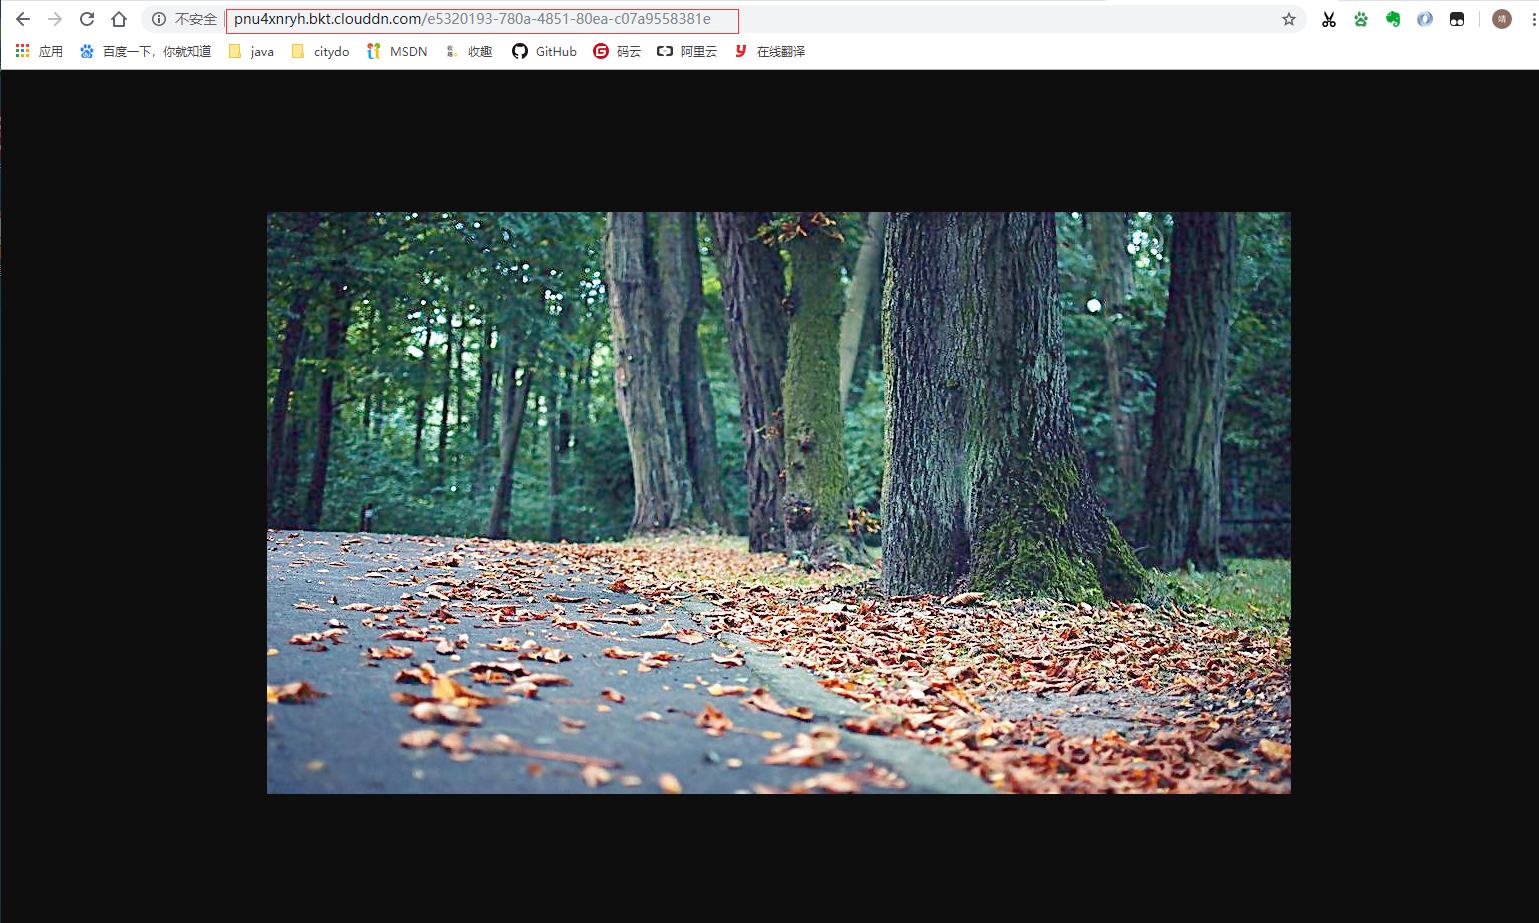 不安全 pnu4xnryh.bkt.clouddn.com/e5320193-780a-4851-80ea-c07a9558381e 靖
应用 百度一下，你就知道 java citydo MSDN 收趣 GitHub 码云 阿里云 在线翻译